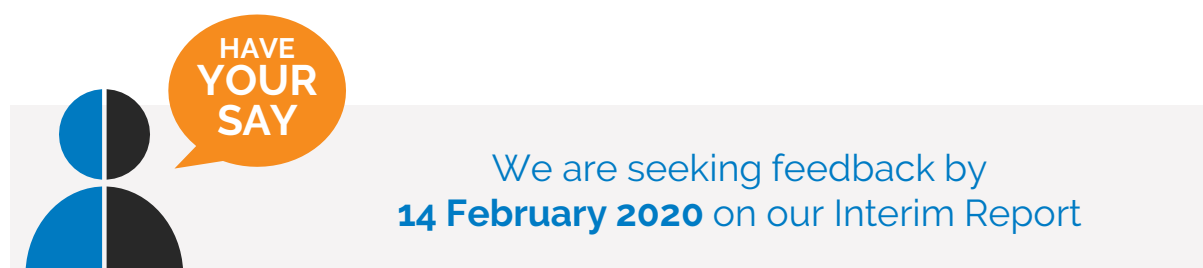 HAVE
YOUR
SAY
We are seeking feedback by
14 February 2020 on our Interim Report